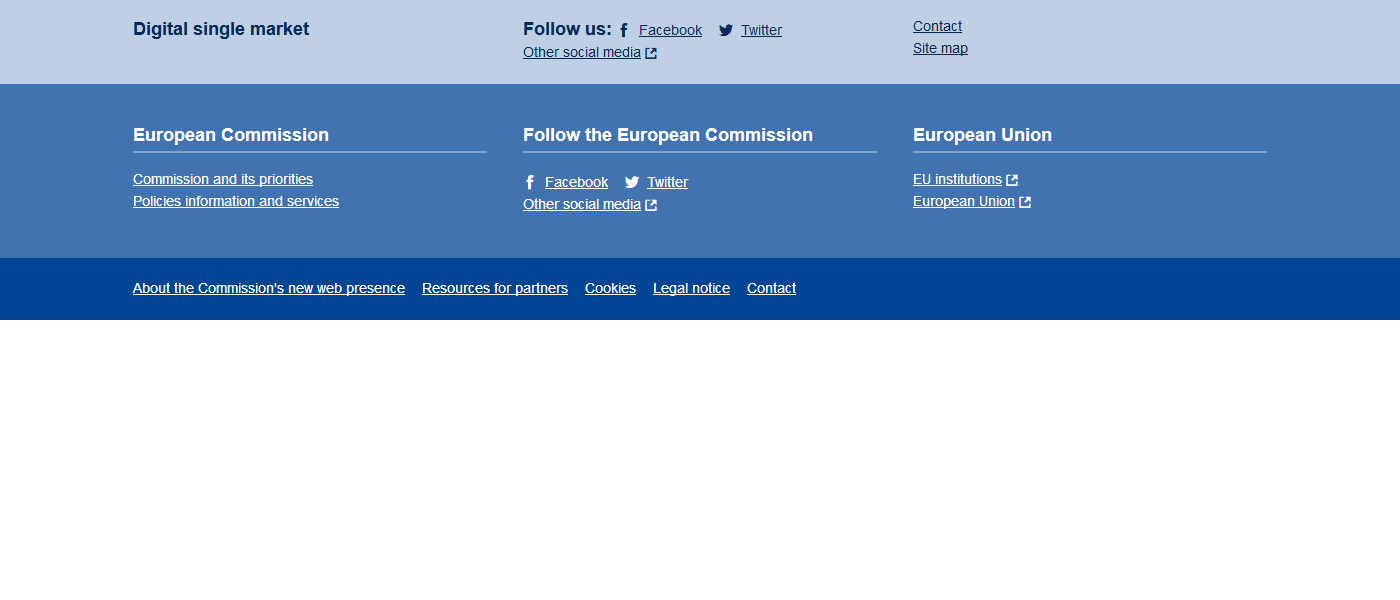 Digital single market
Follow us: Facebook Twitter
Other social media
Contact
Site map
European Commission
Commission and its priorities
Policies information and services
Follow the European Commission
Facebook Twitter
Other social media
European Union
EU institutions
European Union
About the Commission's new web presence Resources for partners Cookies Legal notice Contact